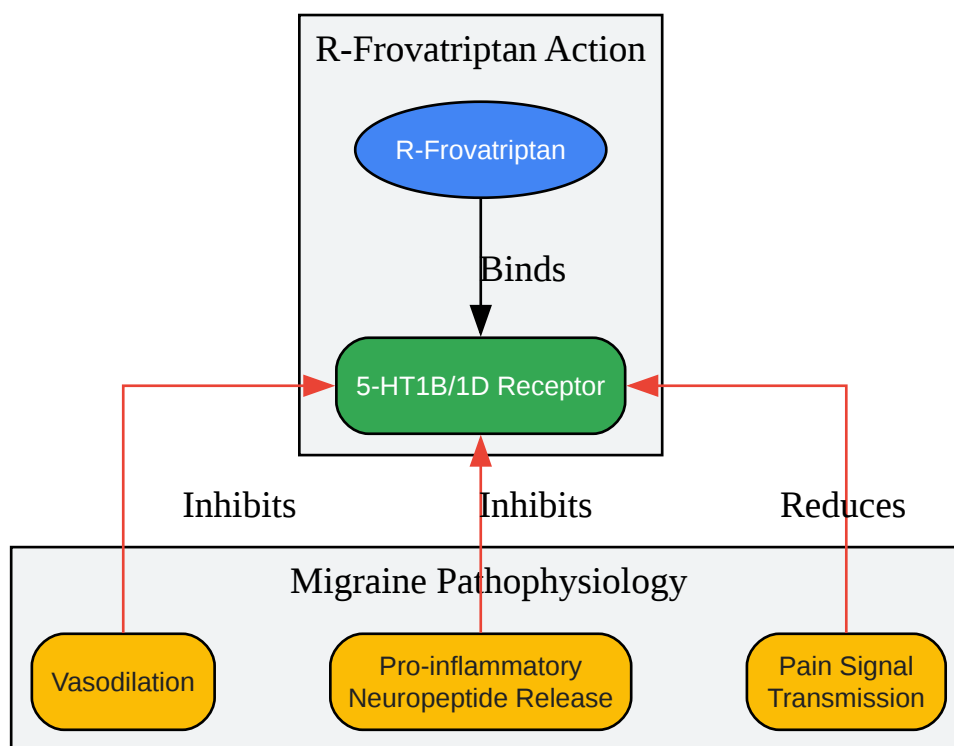 R-Frovatriptan Action
R-Frovatriptan
Binds
5-HT1B/1D Receptor
Inhibits
Inhibits
Reduces
Migraine Pathophysiology
Vasodilation
Pro-inflammatory
Neuropeptide Release
Pain Signal
Transmission